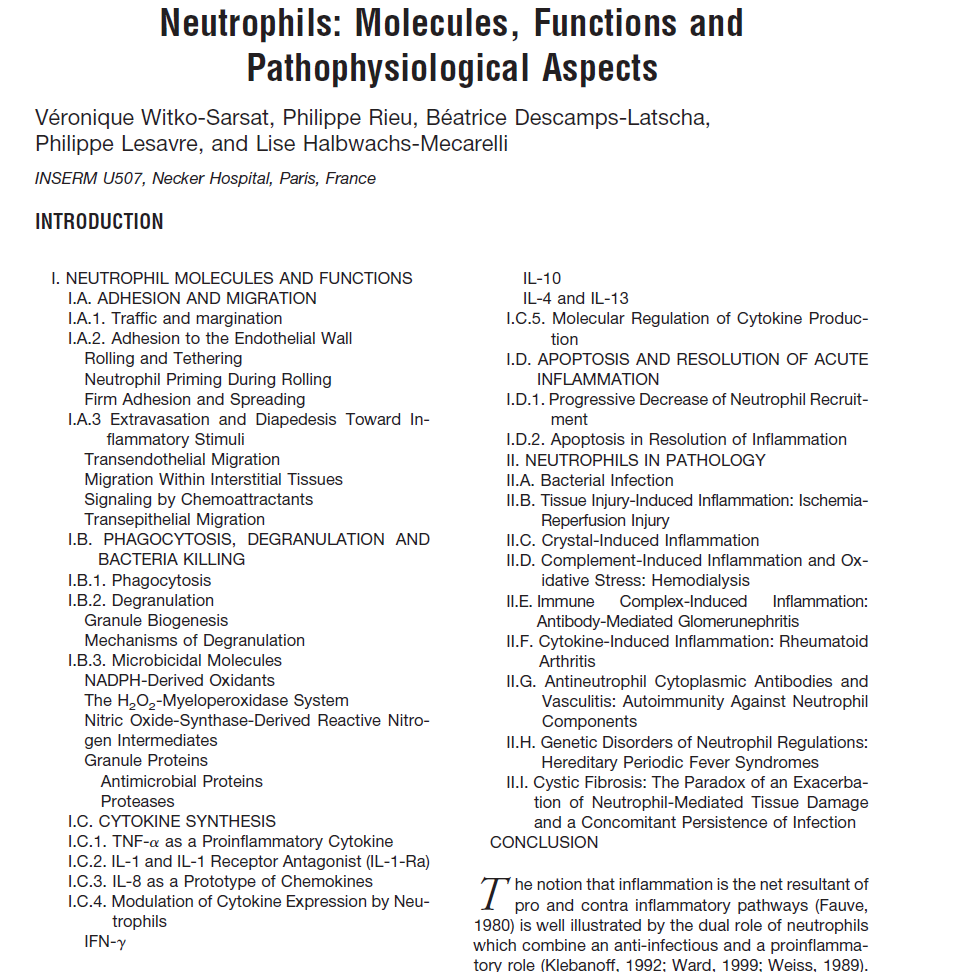 Neutrophils: Molecules, Functions and
Pathophysiological Aspects
Véronique Witko-Sarsat, Philippe Rieu, Béatrice Descamps-Latscha,
Philippe Lesavre, and Lise Halbwachs-Mecarelli
INSERM U507, Necker Hospital, Paris, France
INTRODUCTION
I. NEUTROPHIL MOLECULES AND FUNCTIONS
I.A. ADHESION AND MIGRATION
I.A.1. Traffic and margination
I.A.2. Adhesion to the Endothelial Wall
Rolling and Tethering
Neutrophil Priming During Rolling
Firm Adhesion and Spreading
I.A.3 Extravasation and Diapedesis Toward In-
flammatory Stimuli
Transendothelial Migration
Migration Within Interstitial Tissues
Signaling by Chemoattractants
Transepithelial Migration
I.B. PHAGOCYTOSIS, DEGRANULATION AND
BACTERIA KILLING
I.B.1. Phagocytosis
I.B.2. Degranulation
Granule Biogenesis
Mechanisms of Degranulation
I.B.3. Microbicidal Molecules
NADPH-Derived Oxidants
The H₂O₂-Myeloperoxidase System
Nitric Oxide-Synthase-Derived Reactive Nitro-
gen Intermediates
Granule Proteins
Antimicrobial Proteins
Proteases
I.C. CYTOKINE SYNTHESIS
I.C.1. TNF-α as a Proinflammatory Cytokine
I.C.2. IL-1 and IL-1 Receptor Antagonist (IL-1-Ra)
I.C.3. IL-8 as a Prototype of Chemokines
I.C.4. Modulation of Cytokine Expression by Neu-
trophils
IFN-γ
IL-10
IL-4 and IL-13
I.C.5. Molecular Regulation of Cytokine Produc-
tion
I.D. APOPTOSIS AND RESOLUTION OF ACUTE
INFLAMMATION
I.D.1. Progressive Decrease of Neutrophil Recruit-
ment
I.D.2. Apoptosis in Resolution of Inflammation
II. NEUTROPHILS IN PATHOLOGY
II.A. Bacterial Infection
II.B. Tissue Injury-Induced Inflammation: Ischemia-
Reperfusion Injury
II.C. Crystal-Induced Inflammation
II.D. Complement-Induced Inflammation and Ox-
idative Stress: Hemodialysis
II.E. Immune Complex-Induced Inflammation:
Antibody-Mediated Glomerunephritis
II.F. Cytokine-Induced Inflammation: Rheumatoid
Arthritis
II.G. Antineutrophil Cytoplasmic Antibodies and
Vasculitis: Autoimmunity Against Neutrophil
Components
II.H. Genetic Disorders of Neutrophil Regulations:
Hereditary Periodic Fever Syndromes
II.I. Cystic Fibrosis: The Paradox of an Exacerba-
tion of Neutrophil-Mediated Tissue Damage
and a Concomitant Persistence of Infection
CONCLUSION
The notion that inflammation is the net resultant of
pro and contra inflammatory pathways (Fauve,
1980) is well illustrated by the dual role of neutrophils
which combine an anti-infectious and a proinflamma-
tory role (Klebanoff, 1992; Ward, 1999; Weiss, 1989).